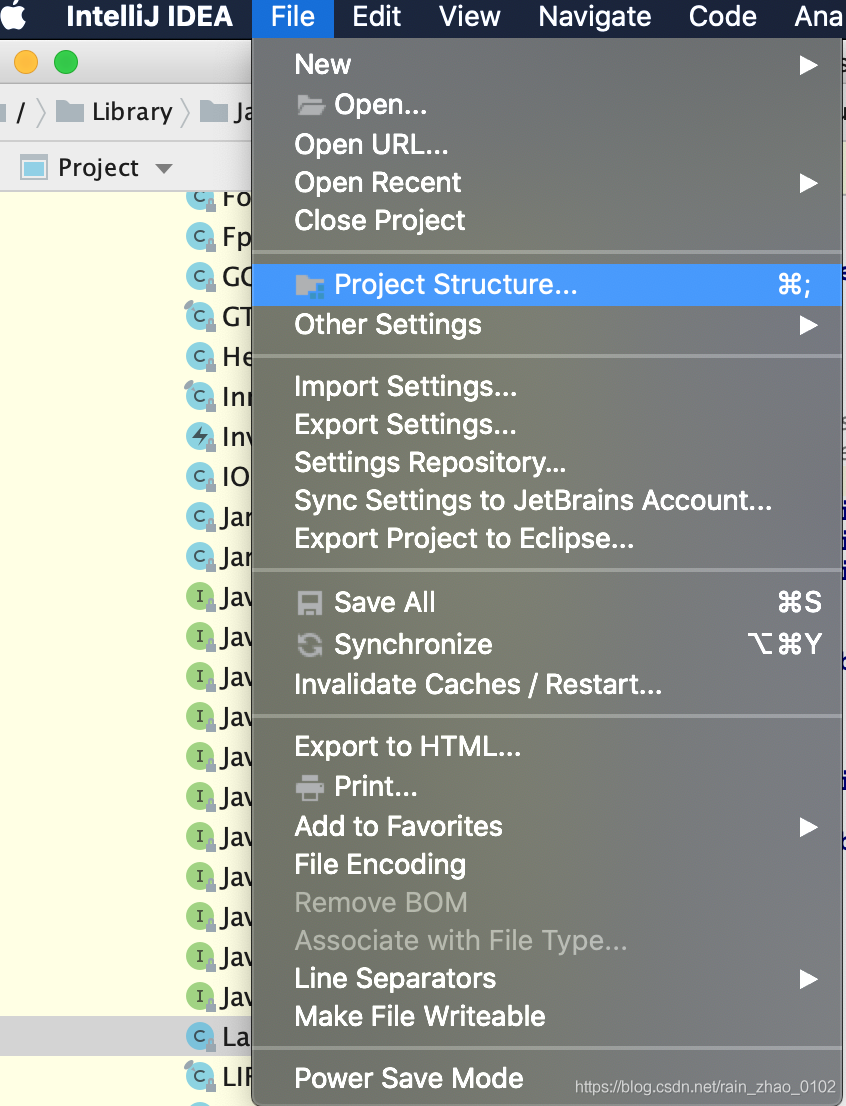 IntelliJ IDEA File Edit View Navigate Code Ana
New
Open...
Open URL...
Open Recent
Close Project
Project Structure... ⌘;
Other Settings
Import Settings...
Export Settings...
Settings Repository...
Sync Settings to JetBrains Account...
Export Project to Eclipse...
Save All ⌘S
Synchronize ⌥⌘Y
Invalidate Caches / Restart...
Export to HTML...
Print...
Add to Favorites
File Encoding
Remove BOM
Associate with File Type...
Line Separators
Make File Writeable
Power Save Mode
/ Library Ja
Project
Fo
Fp
GC
GT
He
Inn
Inv
IO
Jar
Jar
Jav
Jav
Jav
Jav
Jav
Jav
Jav
Jav
Jav
Jav
Jav
La
LIF
https://blog.csdn.net/rain_zhao_0102